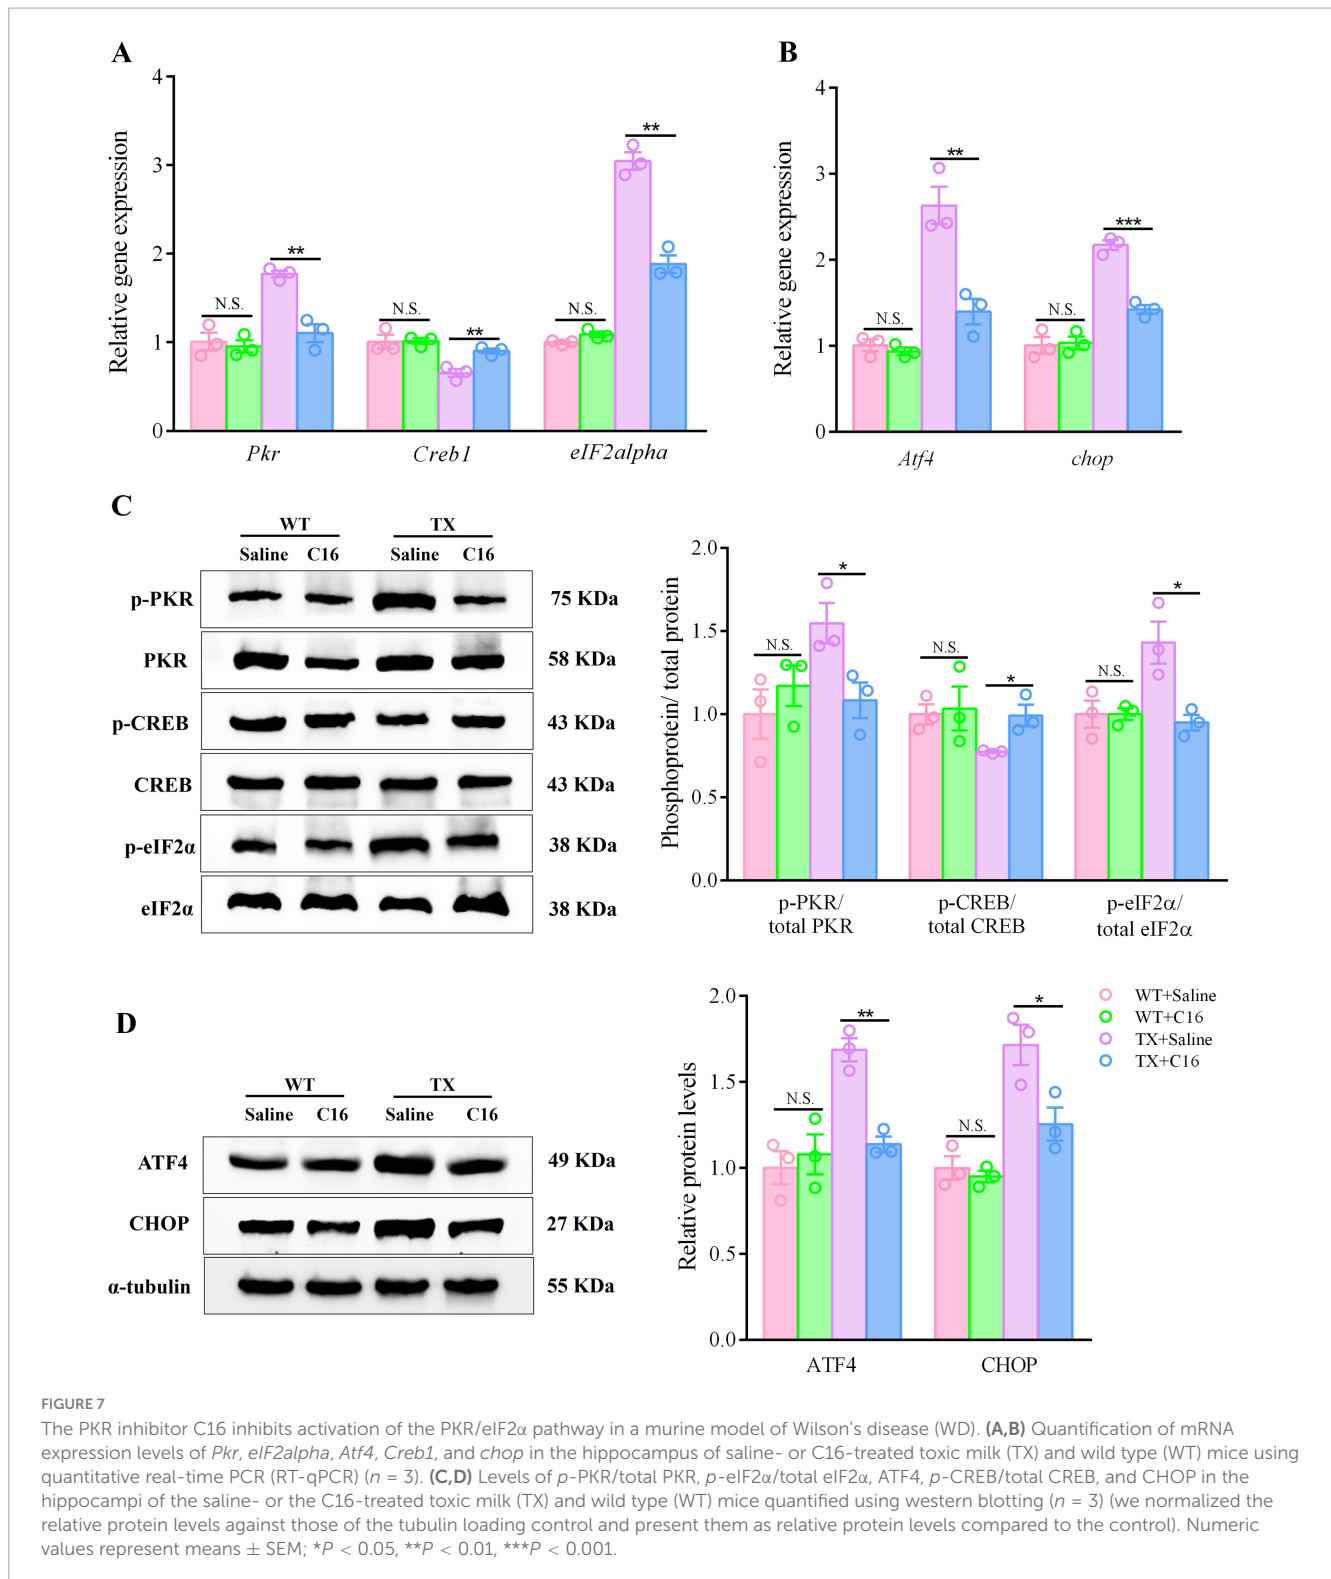 A
4
3
2
1
0
Relative gene expression
N.S.
**
N.S.
**
N.S.
**
Pkr
Creb1
eIF2alpha
B
4
3
2
1
0
Relative gene expression
N.S.
**
N.S.
***
Atf4
chop
C
WT
TX
Saline
C16
Saline
C16
p-PKR
75 KDa
PKR
58 KDa
p-CREB
43 KDa
CREB
43 KDa
p-eIF2α
38 KDa
eIF2α
38 KDa
2.0
1.5
1.0
0.5
0.0
Phosphoprotein/ total protein
N.S.
*
N.S.
*
N.S.
*
p-PKR/
total PKR
p-CREB/
total CREB
p-eIF2α/
total eIF2α
D
WT
TX
Saline
C16
Saline
C16
ATF4
49 KDa
CHOP
27 KDa
α-tubulin
55 KDa
2.0
1.5
1.0
0.5
0.0
Relative protein levels
N.S.
**
N.S.
*
ATF4
CHOP
WT+Saline
WT+C16
TX+Saline
TX+C16
FIGURE 7
The PKR inhibitor C16 inhibits activation of the PKR/eIF2α pathway in a murine model of Wilson's disease (WD). (A,B) Quantification of mRNA
expression levels of Pkr, eIF2alpha, Atf4, Creb1, and chop in the hippocampus of saline- or C16-treated toxic milk (TX) and wild type (WT) mice using
quantitative real-time PCR (RT-qPCR) (n = 3). (C,D) Levels of p-PKR/total PKR, p-eIF2α/total eIF2α, ATF4, p-CREB/total CREB, and CHOP in the
hippocampi of the saline- or the C16-treated toxic milk (TX) and wild type (WT) mice quantified using western blotting (n = 3) (we normalized the
relative protein levels against those of the tubulin loading control and present them as relative protein levels compared to the control). Numeric
values represent means ± SEM; *P < 0.05, **P < 0.01, ***P < 0.001.